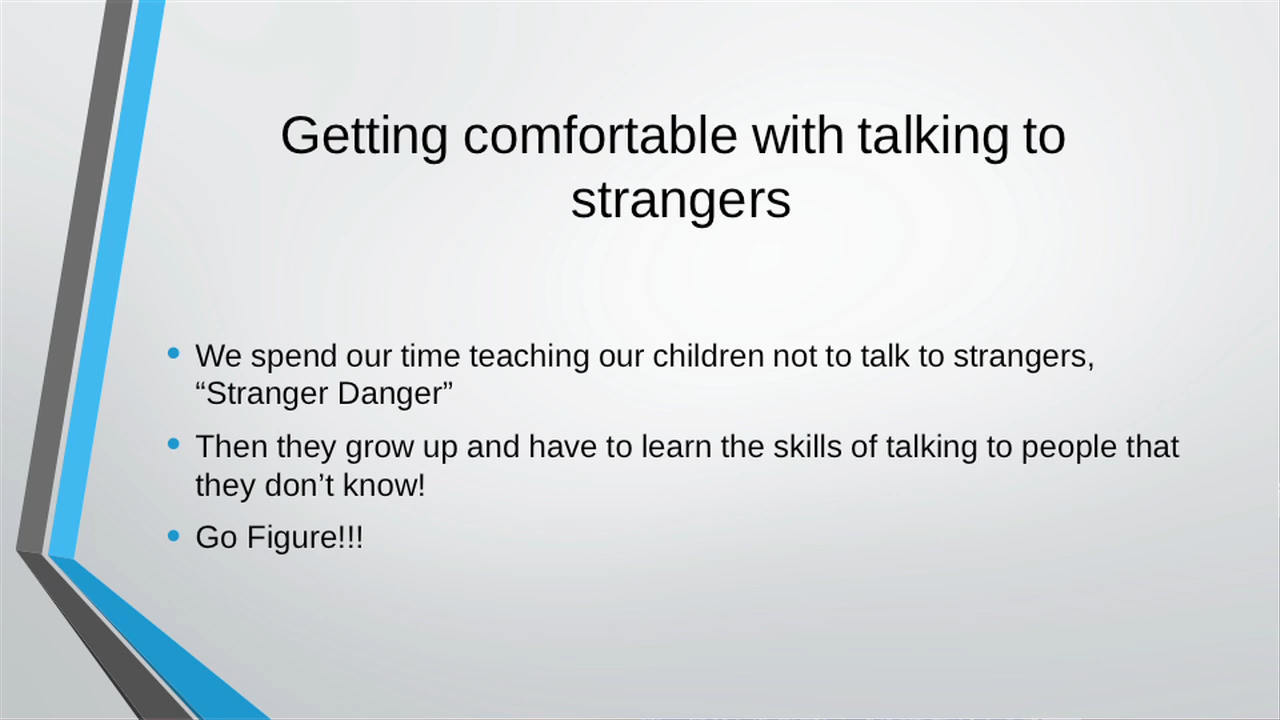 Getting comfortable with talking to
strangers
• We spend our time teaching our children not to talk to strangers,
“Stranger Danger”
• Then they grow up and have to learn the skills of talking to people that
they don’t know!
• Go Figure!!!